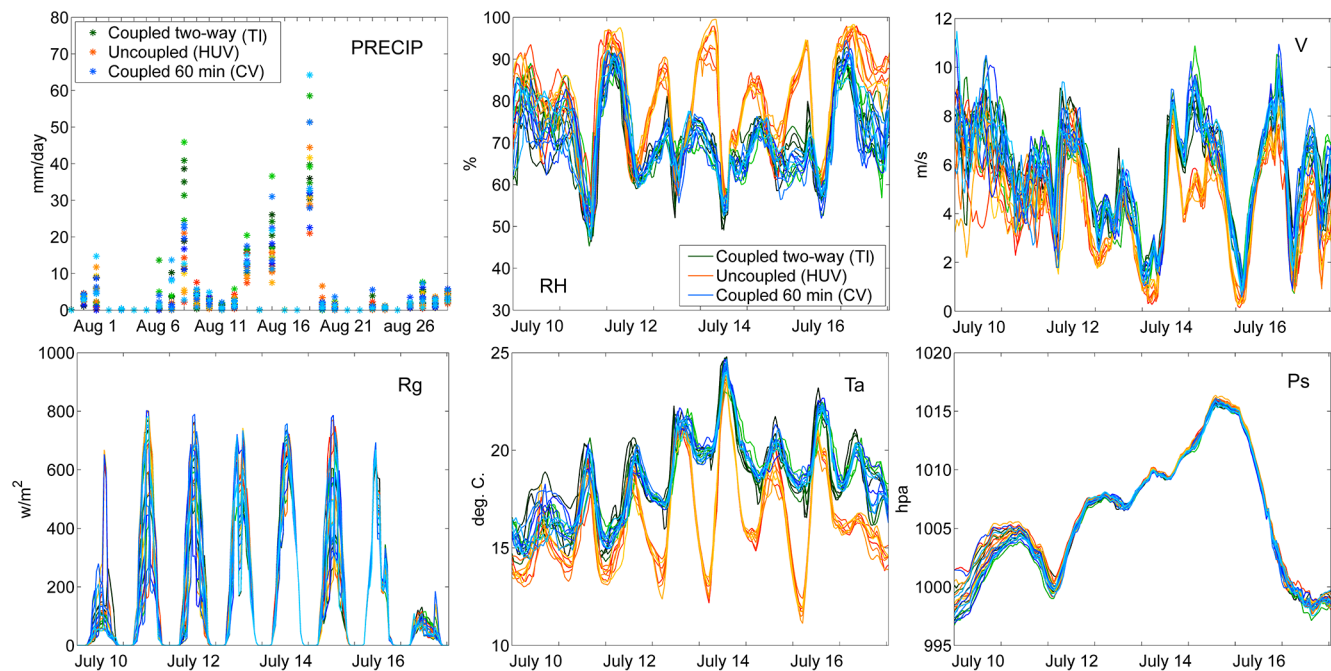 80
70
60
50
40
30
20
10
0
mm/day
Coupled two-way (TI)
Uncoupled (HUV)
Coupled 60 min (CV)
PRECIP
Aug 1 Aug 6 Aug 11 Aug 16 Aug 21 aug 26
100
90
80
70
60
50
40
30
%
RH
Coupled two-way (TI)
Uncoupled (HUV)
Coupled 60 min (CV)
July 10 July 12 July 14 July 16
12
10
8
6
4
2
0
m/s
V
July 10 July 12 July 14 July 16
1000
800
600
400
200
0
w/m²
Rg
July 10 July 12 July 14 July 16
25
20
15
10
deg. C.
Ta
July 10 July 12 July 14 July 16
1020
1015
1010
1005
1000
995
hpa
Ps
July 10 July 12 July 14 July 16